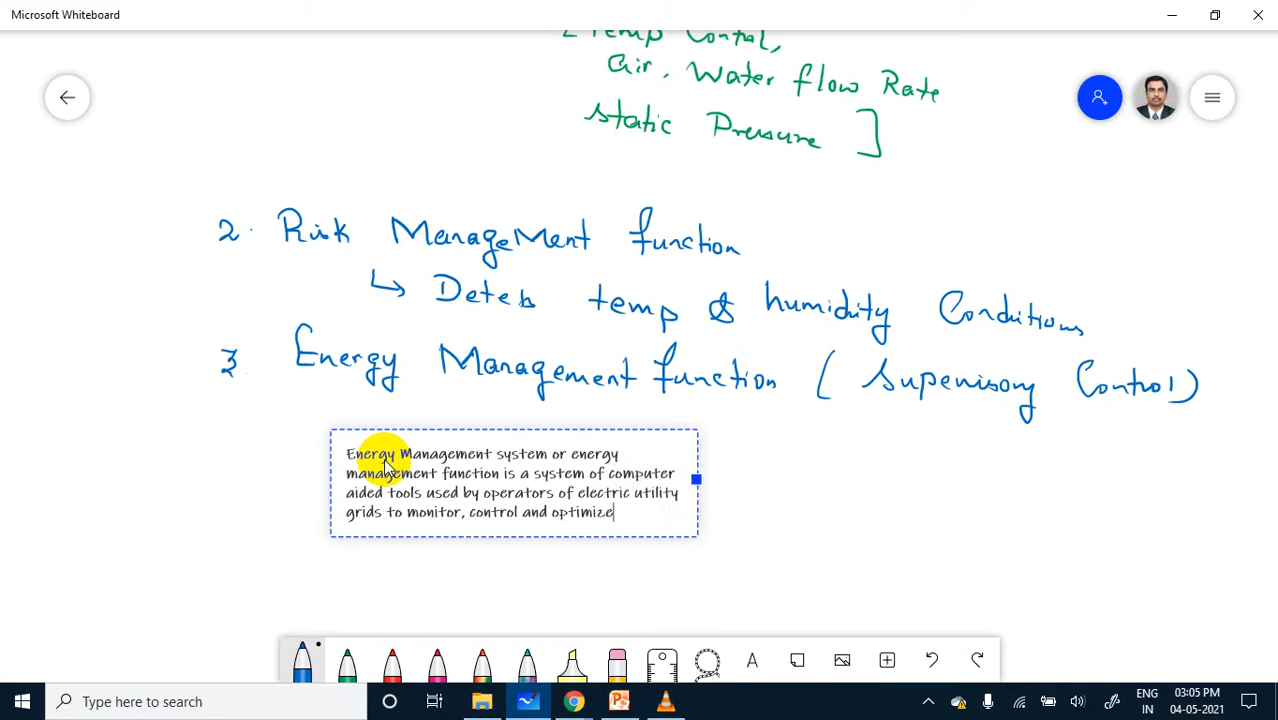 Microsoft Whiteboard
[ Temp Control,
air, Water flow Rate
static Pressure ]
2. Risk Management function
↳ Detets temp & humidity Conditions
3. Energy Management function ( Supervisory Control)
Energy Management system or energy
management function is a system of computer
aided tools used by operators of electric utility
grids to monitor, control and optimize
A
Type here to search
ENG
IN
03:05 PM
04-05-2021